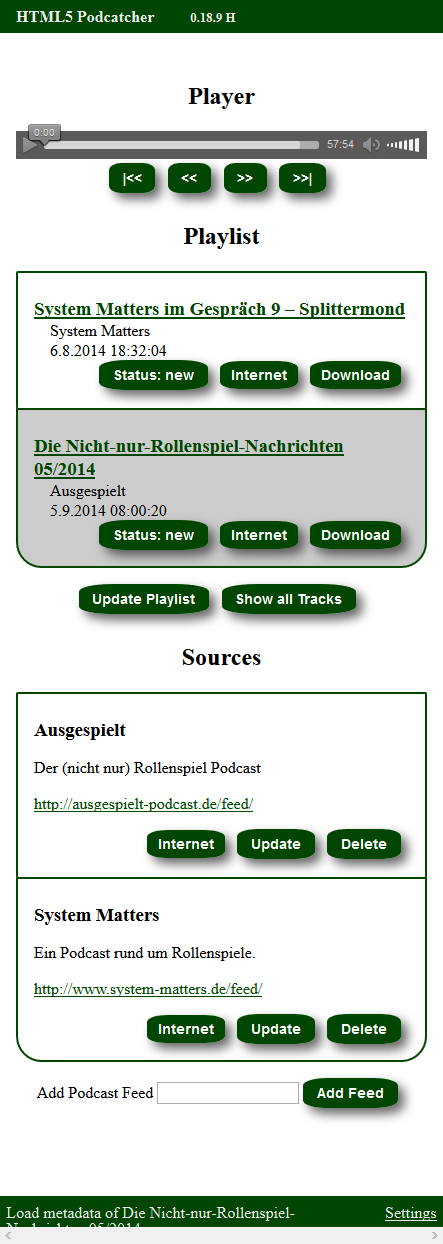 HTML5 Podcatcher 0.18.9 H
Player
0:00
57:54
|<< << >> >>|
Playlist
System Matters im Gespräch 9 – Splittermond
System Matters
6.8.2014 18:32:04
Status: new Internet Download
Die Nicht-nur-Rollenspiel-Nachrichten
05/2014
Ausgespielt
5.9.2014 08:00:20
Status: new Internet Download
Update Playlist Show all Tracks
Sources
Ausgespielt
Der (nicht nur) Rollenspiel Podcast
http://ausgespielt-podcast.de/feed/
Internet Update Delete
System Matters
Ein Podcast rund um Rollenspiele.
http://www.system-matters.de/feed/
Internet Update Delete
Add Podcast Feed Add Feed
Load metadata of Die Nicht-nur-Rollenspiel- Settings
Nachrichten 05/2014